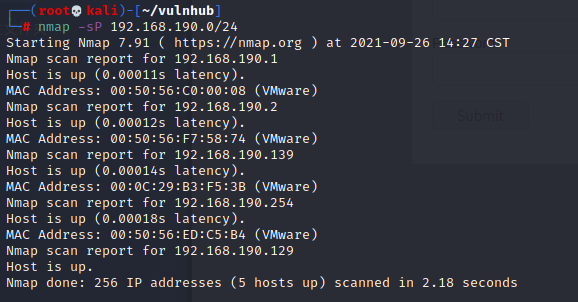 ┌──(root💀kali)-[~/vulnhub]
└─# nmap -sP 192.168.190.0/24
Starting Nmap 7.91 ( https://nmap.org ) at 2021-09-26 14:27 CST
Nmap scan report for 192.168.190.1
Host is up (0.00011s latency).
MAC Address: 00:50:56:C0:00:08 (VMware)
Nmap scan report for 192.168.190.2
Host is up (0.00012s latency).
MAC Address: 00:50:56:F7:58:74 (VMware)
Nmap scan report for 192.168.190.139
Host is up (0.00014s latency).
MAC Address: 00:0C:29:B3:F5:3B (VMware)
Nmap scan report for 192.168.190.254
Host is up (0.00018s latency).
MAC Address: 00:50:56:ED:C5:B4 (VMware)
Nmap scan report for 192.168.190.129
Host is up.
Nmap done: 256 IP addresses (5 hosts up) scanned in 2.18 seconds
Submit